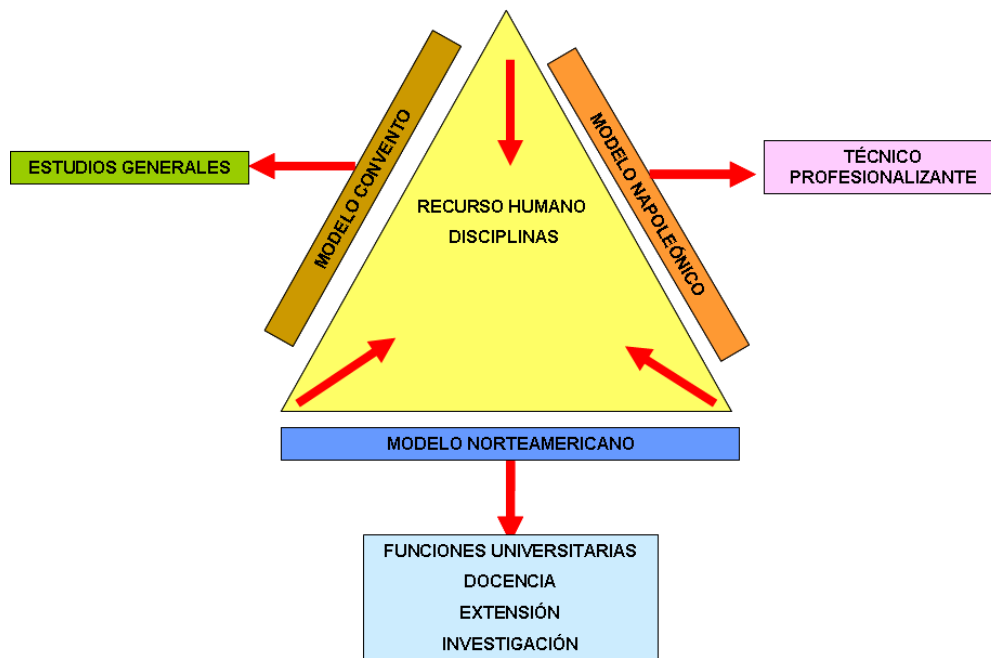 MODELO CONVENTO
MODELO NAPOLEÓNICO
ESTUDIOS GENERALES
TÉCNICO
PROFESIONALIZANTE
RECURSO HUMANO
DISCIPLINAS
MODELO NORTEAMERICANO
FUNCIONES UNIVERSITARIAS
DOCENCIA
EXTENSIÓN
INVESTIGACIÓN